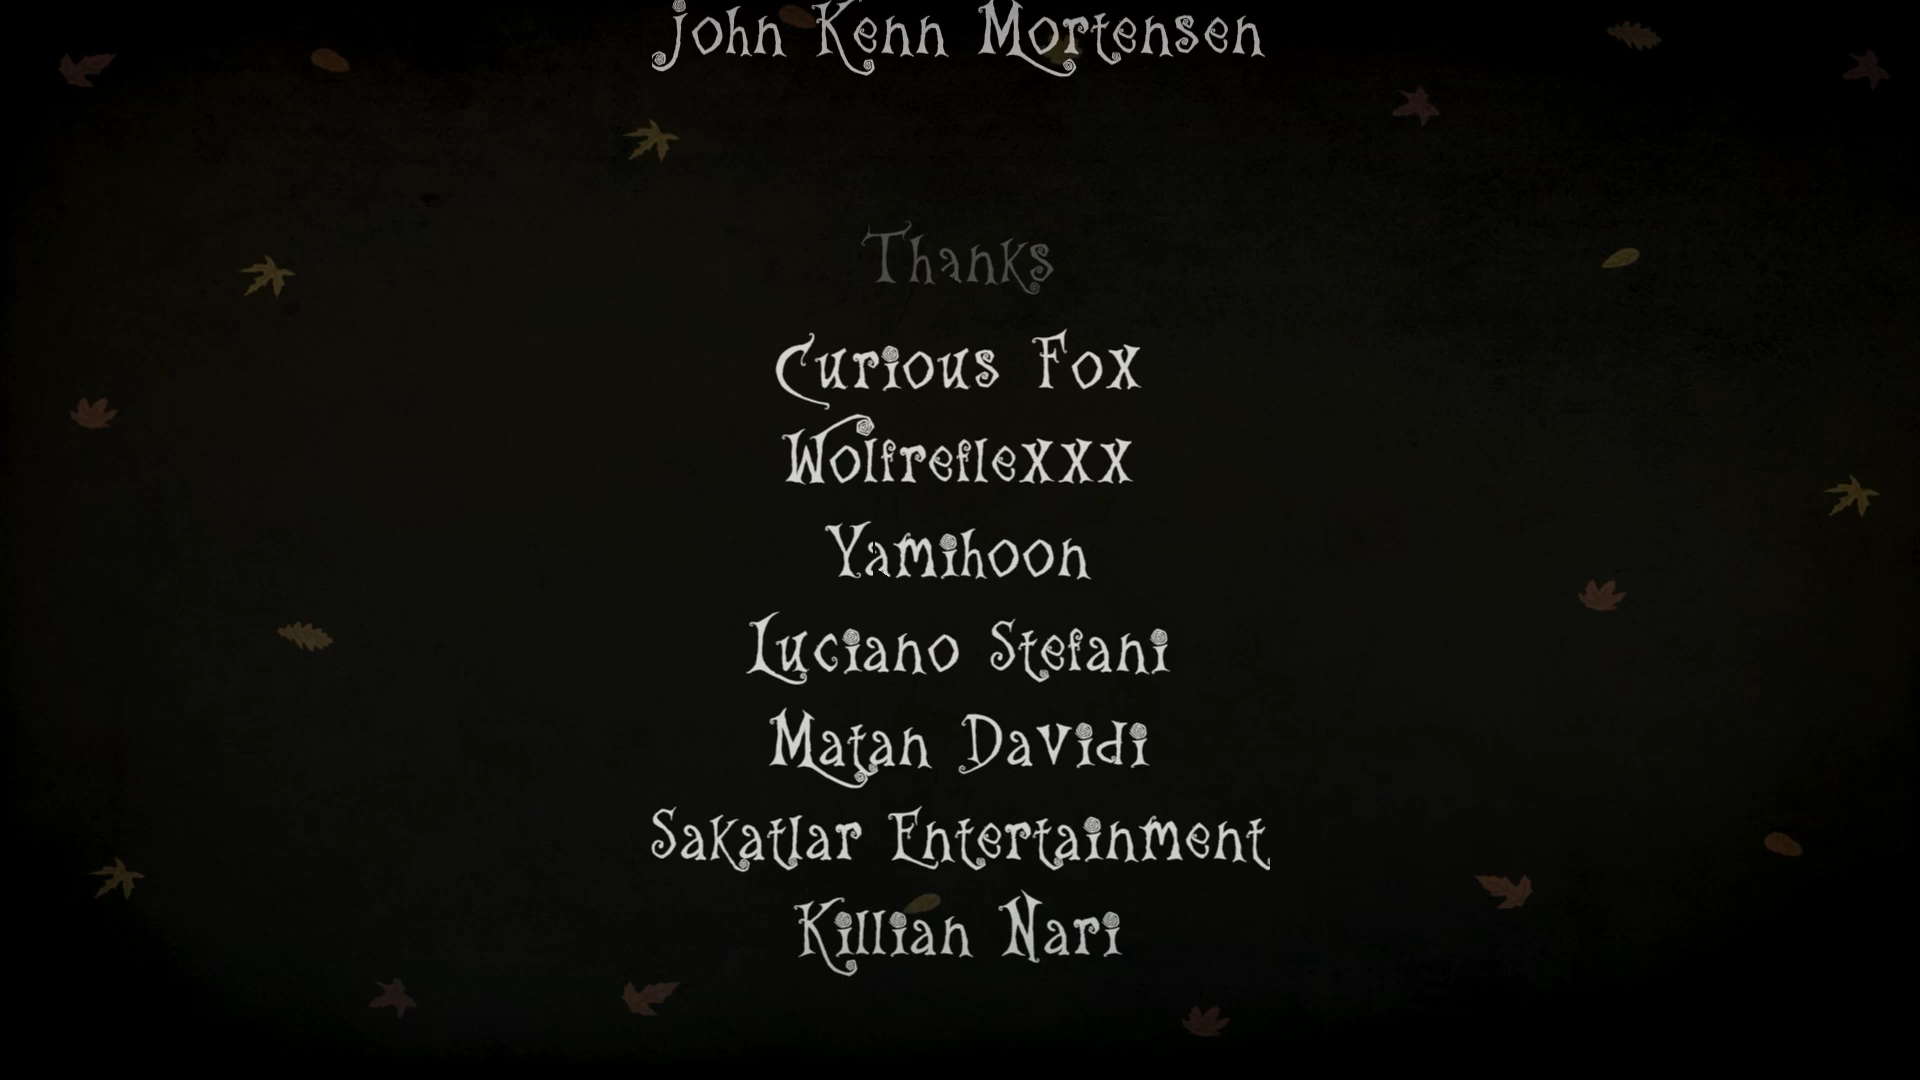 John Kenn Mortensen
Thanks
Curious Fox
Wolfreflexxx
Yamihoon
Luciano Stefani
Matan Davidi
Sakatlar Entertainment
Killian Nari